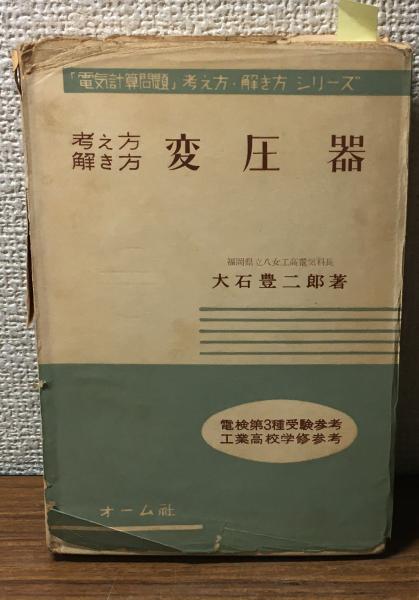 「電気計算問題」考え方・解き方 シリーズ
考え方
解き方
変圧器
福岡県立八女工高電気科長
大石豊二郎著
電検第3種受験参考
工業高校学修参考
オーム社